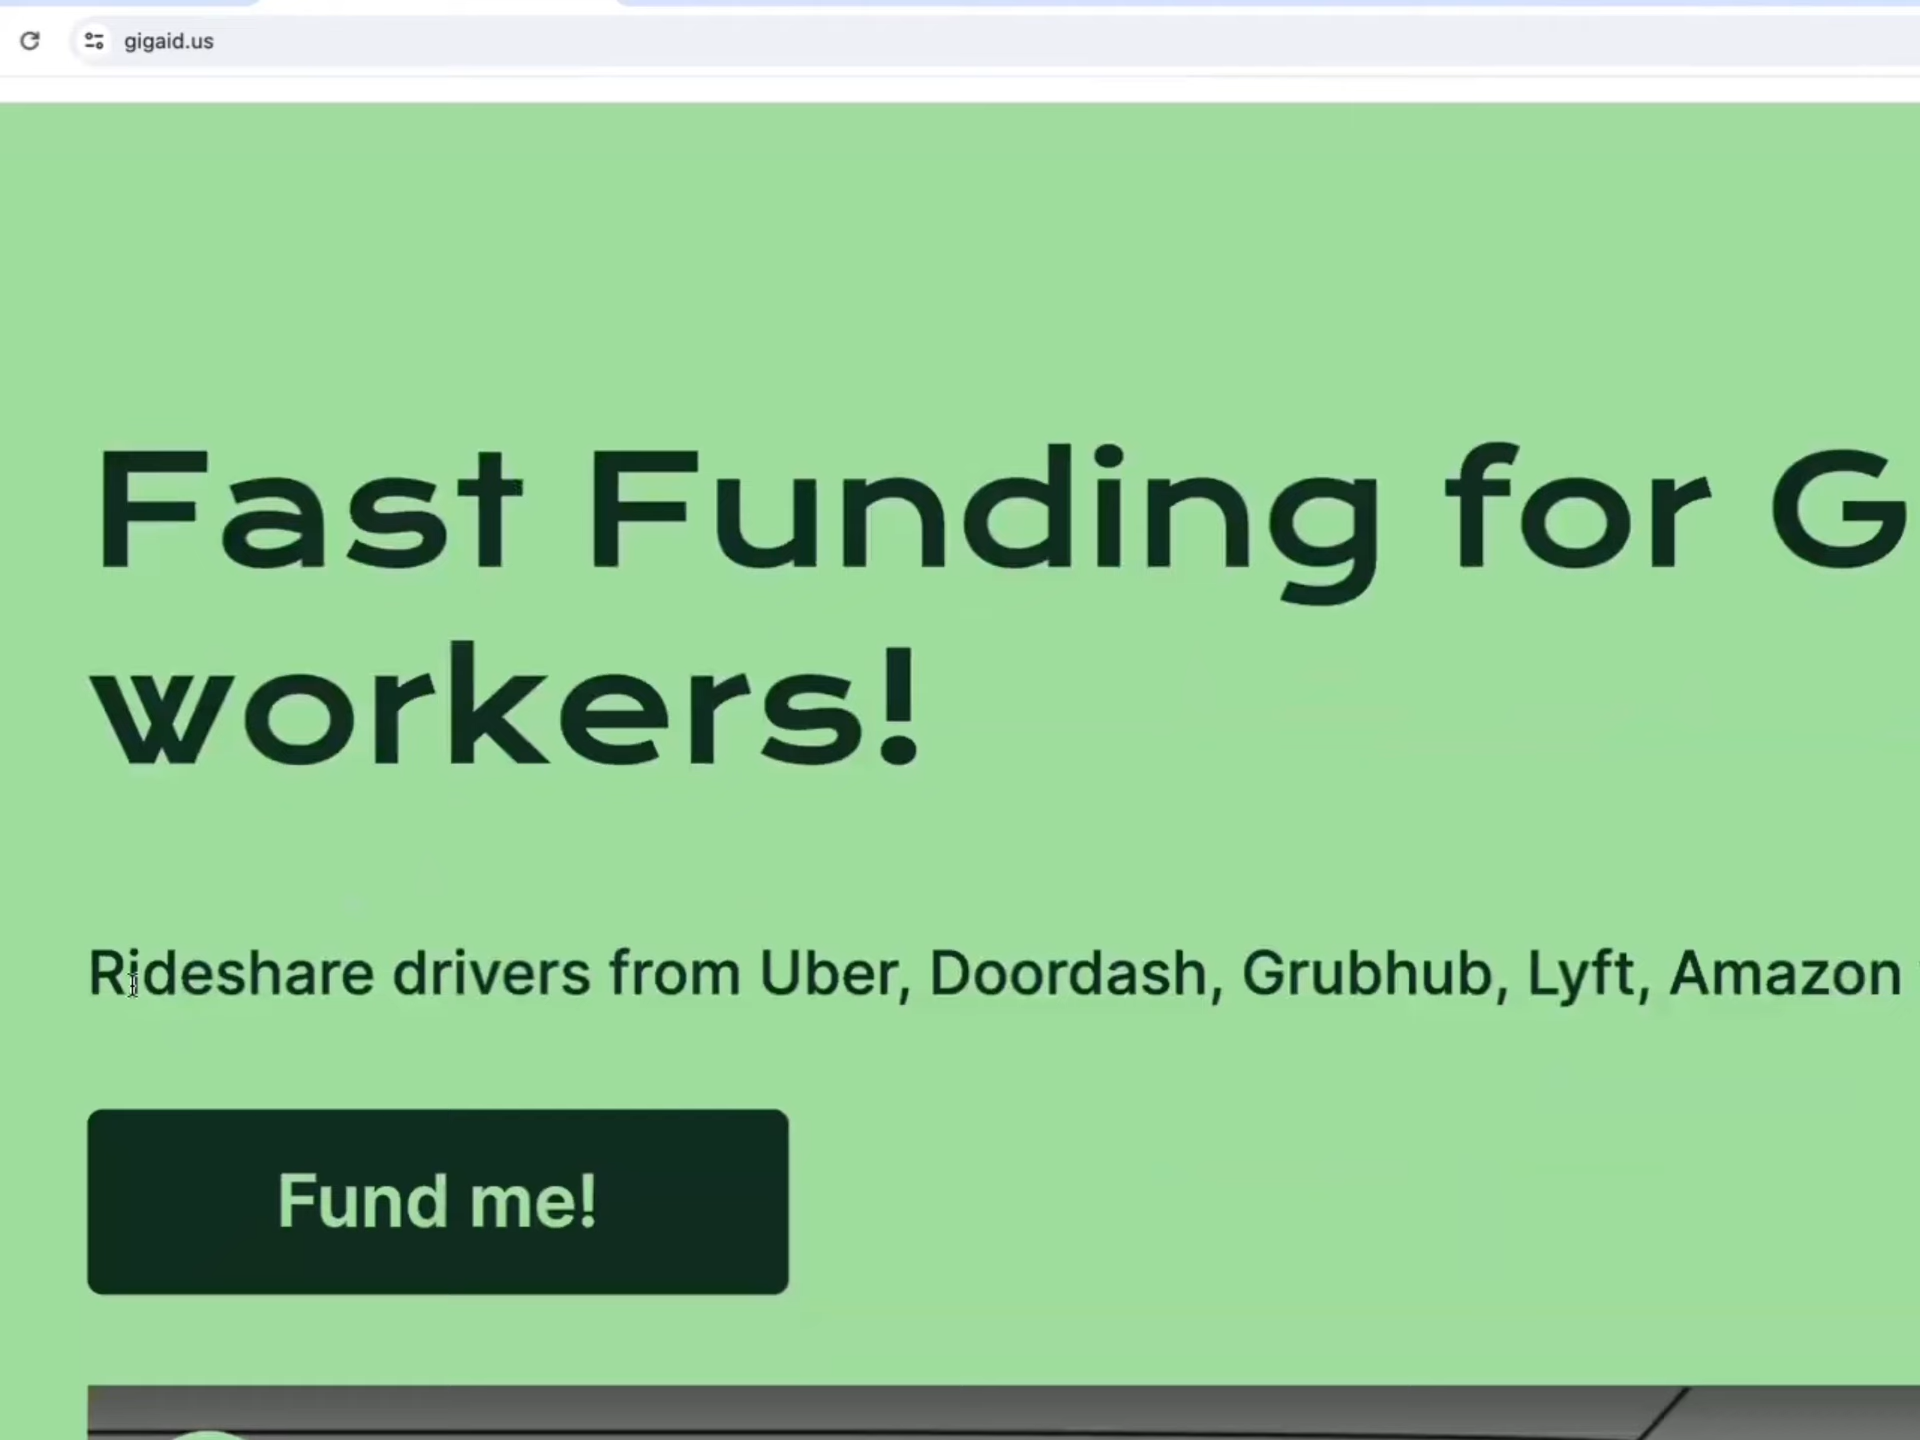 gigaid.us
Fast Funding for G
workers!
Rideshare drivers from Uber, Doordash, Grubhub, Lyft, Amazon
Fund me!